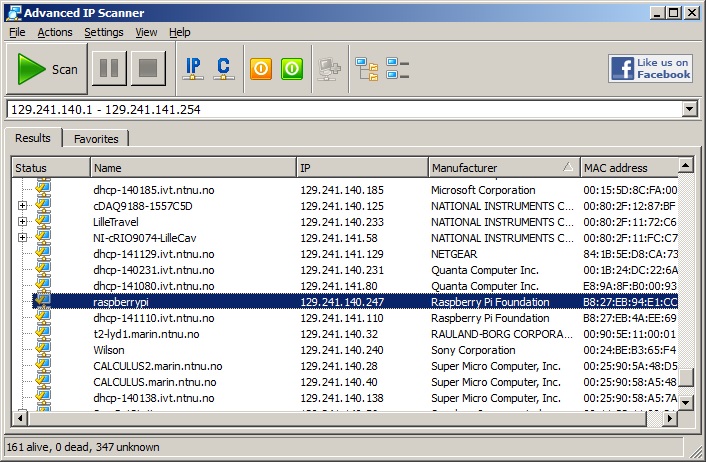 Advanced IP Scanner
File Actions Settings View Help
Scan IP C Like us on
Facebook
129.241.140.1 - 129.241.141.254
Results Favorites
Status Name IP Manufacturer MAC address
dhcp-140185.ivt.ntnu.no 129.241.140.185 Microsoft Corporation 00:15:5D:8C:FA:00
cDAQ9188-1557C5D 129.241.140.125 NATIONAL INSTRUMENTS C... 00:80:2F:12:87:BF
LilleTravel 129.241.140.233 NATIONAL INSTRUMENTS C... 00:80:2F:11:72:C6
NI-cRIO9074-LilleCav 129.241.141.58 NATIONAL INSTRUMENTS C... 00:80:2F:11:FC:C7
dhcp-141129.ivt.ntnu.no 129.241.141.129 NETGEAR 84:1B:5E:D8:CA:73
dhcp-140231.ivt.ntnu.no 129.241.140.231 Quanta Computer Inc. 00:1B:24:DC:22:6A
dhcp-141080.ivt.ntnu.no 129.241.141.80 Quanta Computer Inc. E8:9A:8F:B0:00:93
raspberrypi 129.241.140.247 Raspberry Pi Foundation B8:27:EB:94:E1:CC
dhcp-141110.ivt.ntnu.no 129.241.141.110 Raspberry Pi Foundation B8:27:EB:4A:EE:69
t2-lyd1.marin.ntnu.no 129.241.140.32 RAULAND-BORG CORPORA... 00:90:5E:11:00:01
Wilson 129.241.140.240 Sony Corporation 00:24:BE:B3:65:F4
CALCULUS2.marin.ntnu.no 129.241.140.28 Super Micro Computer, Inc. 00:25:90:5A:48:D5
CALCULUS.marin.ntnu.no 129.241.140.40 Super Micro Computer, Inc. 00:25:90:58:A5:48
dhcp-140138.ivt.ntnu.no 129.241.140.138 Super Micro Computer, Inc. 00:25:90:58:A5:7A
161 alive, 0 dead, 347 unknown